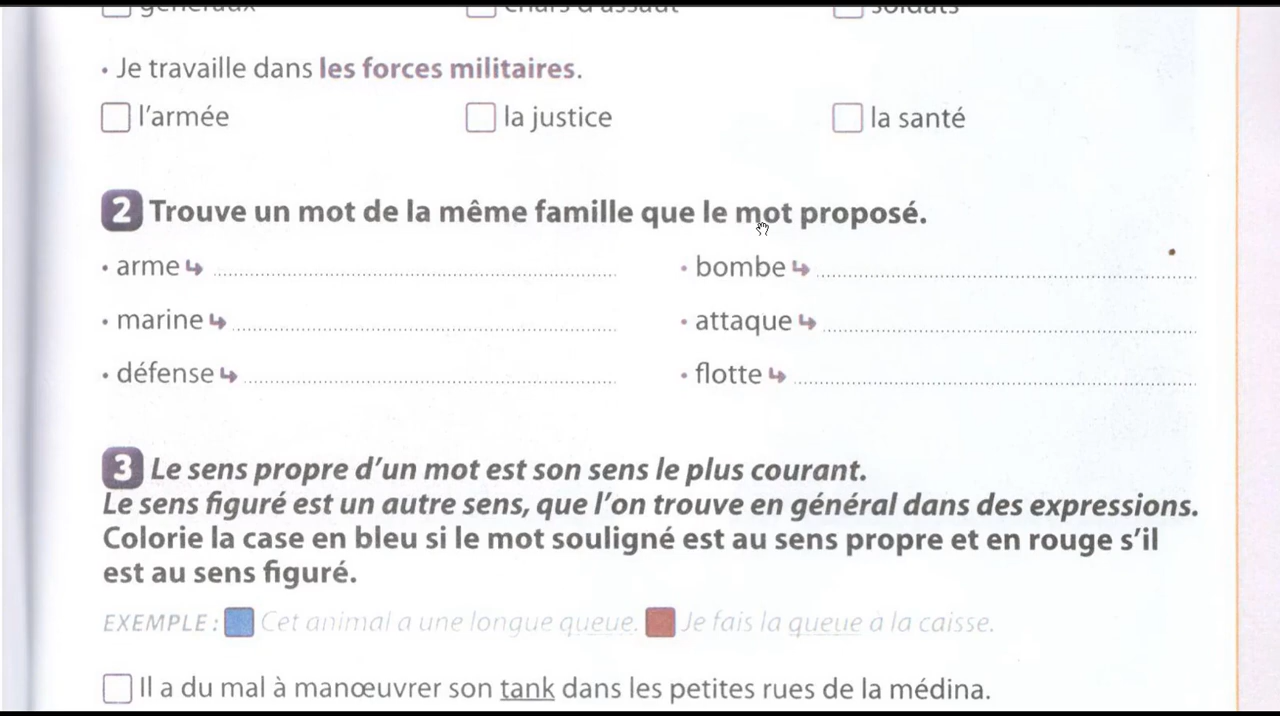 généraux chars d'assaut soldats
• Je travaille dans les forces militaires.
l'armée la justice la santé
2 Trouve un mot de la même famille que le mot proposé.
• arme • bombe
• marine • attaque
• défense • flotte
3 Le sens propre d'un mot est son sens le plus courant.
Le sens figuré est un autre sens, que l'on trouve en général dans des expressions.
Colorie la case en bleu si le mot souligné est au sens propre et en rouge s'il
est au sens figuré.
EXEMPLE : Cet animal a une longue queue. Je fais la queue à la caisse.
Il a du mal à manœuvrer son tank dans les petites rues de la médina.